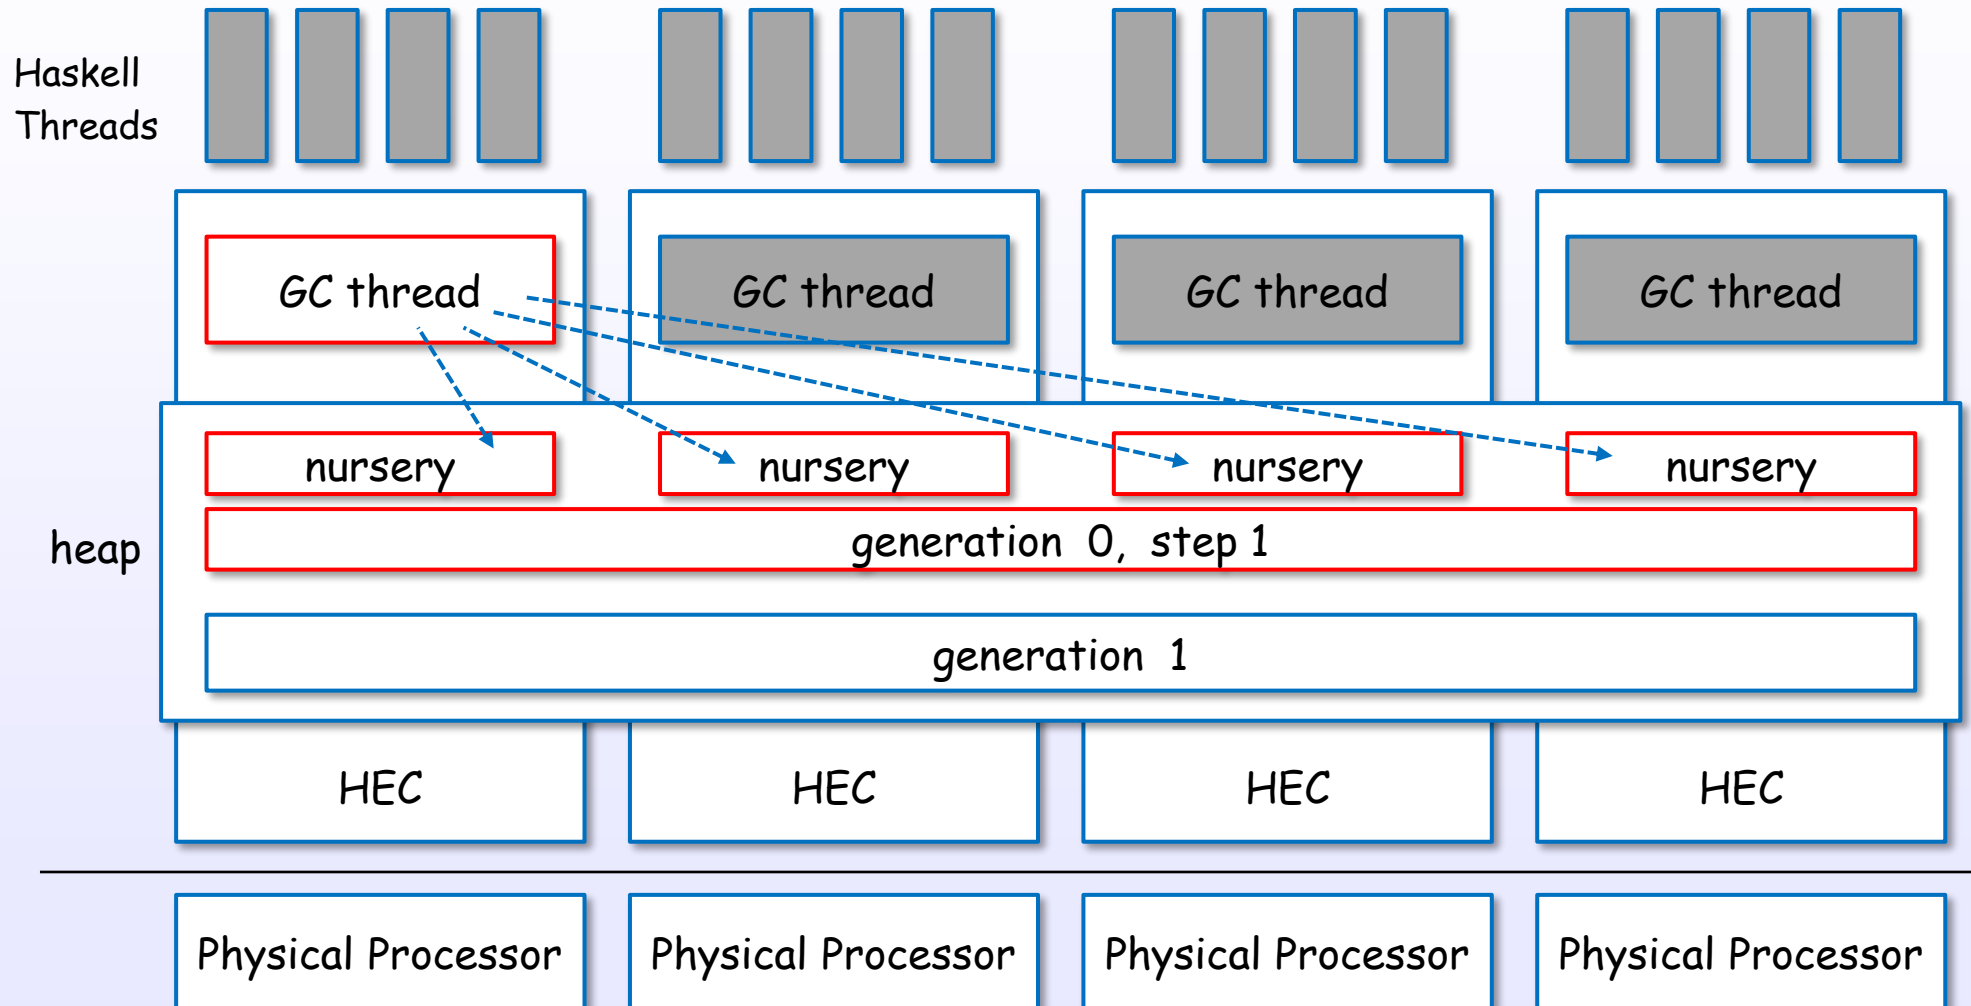 Haskell
Threads
GC thread GC thread GC thread GC thread
nursery nursery nursery nursery
heap
generation 0, step 1
generation 1
HEC HEC HEC HEC
Physical Processor Physical Processor Physical Processor Physical Processor